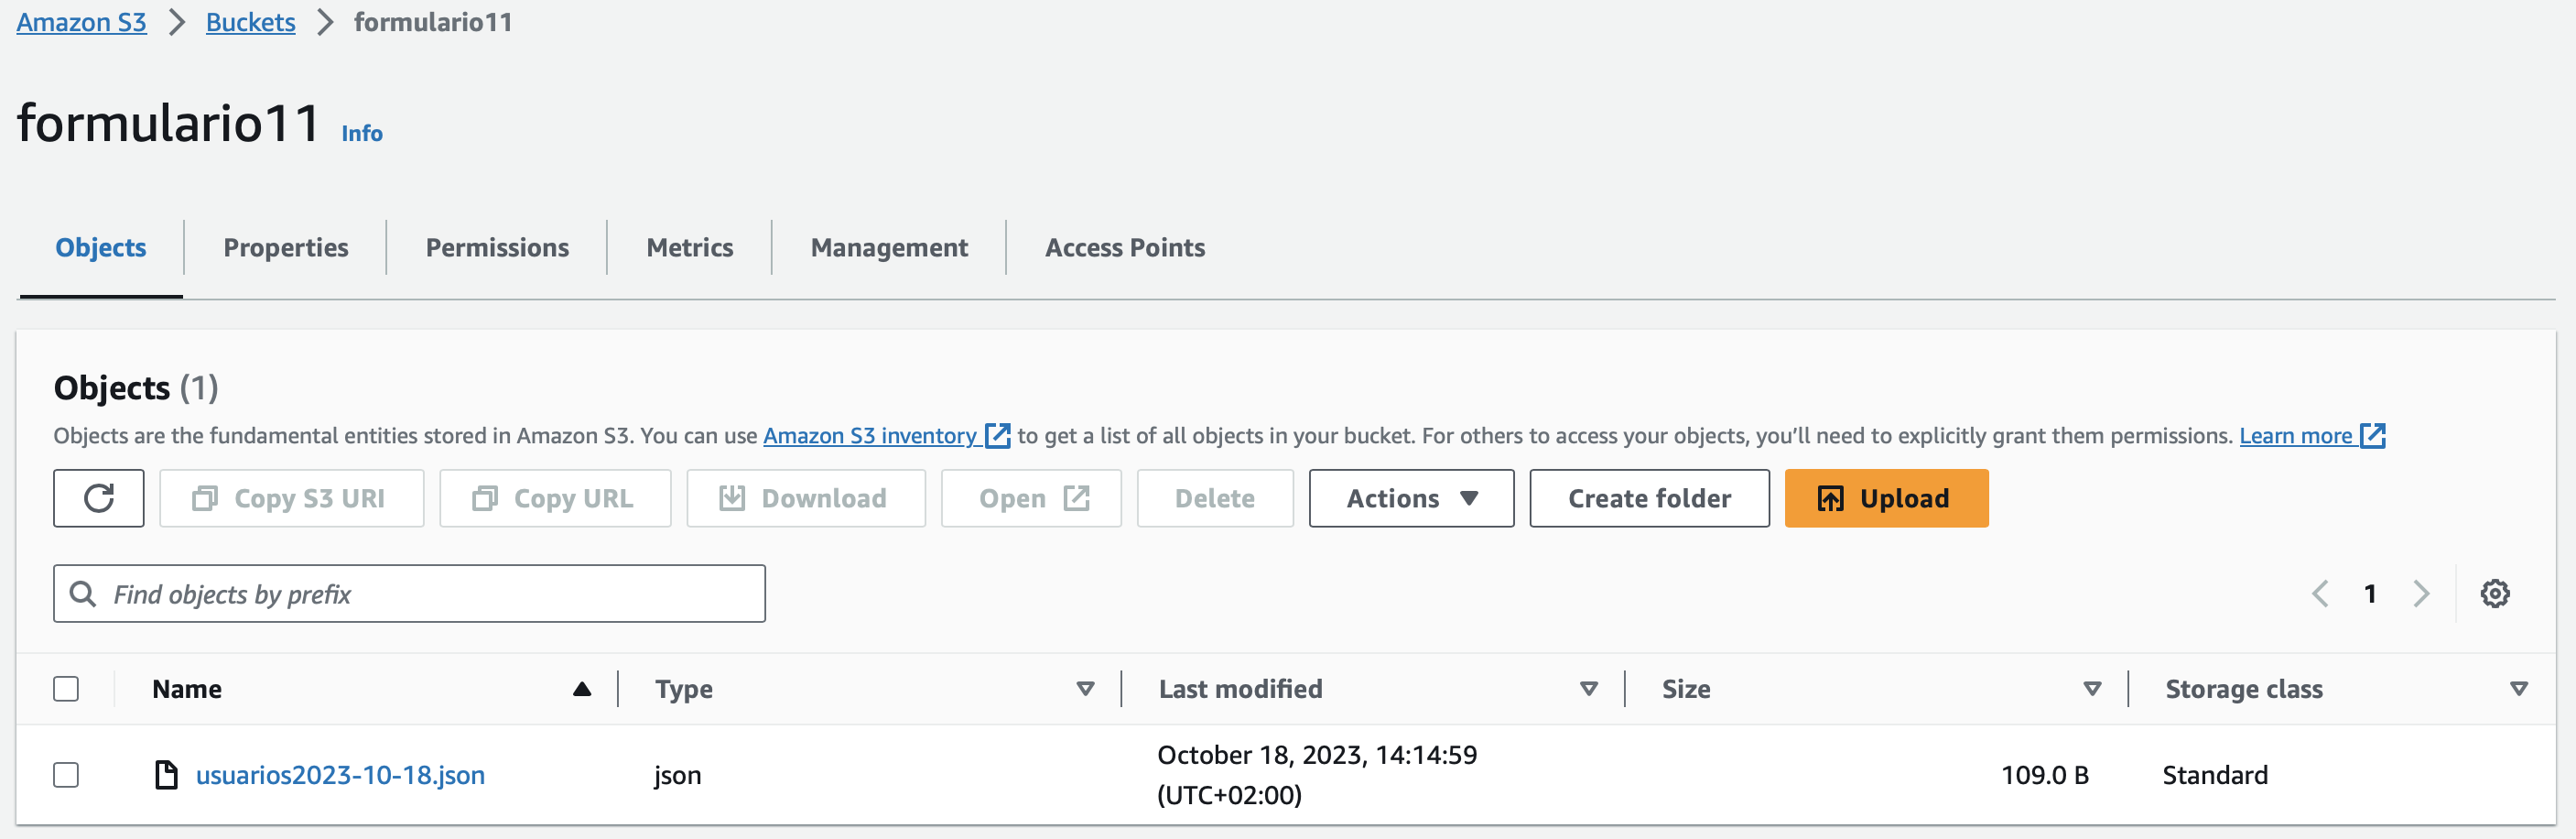 Amazon S3 > Buckets > formulario11
formulario11 Info
Objects Properties Permissions Metrics Management Access Points
Objects (1)
Objects are the fundamental entities stored in Amazon S3. You can use Amazon S3 inventory to get a list of all objects in your bucket. For others to access your objects, you’ll need to explicitly grant them permissions. Learn more
Copy S3 URI Copy URL Download Open Delete Actions Create folder Upload
Find objects by prefix 1
Name Type Last modified Size Storage class
usuarios2023-10-18.json json October 18, 2023, 14:14:59 109.0 B Standard
(UTC+02:00)